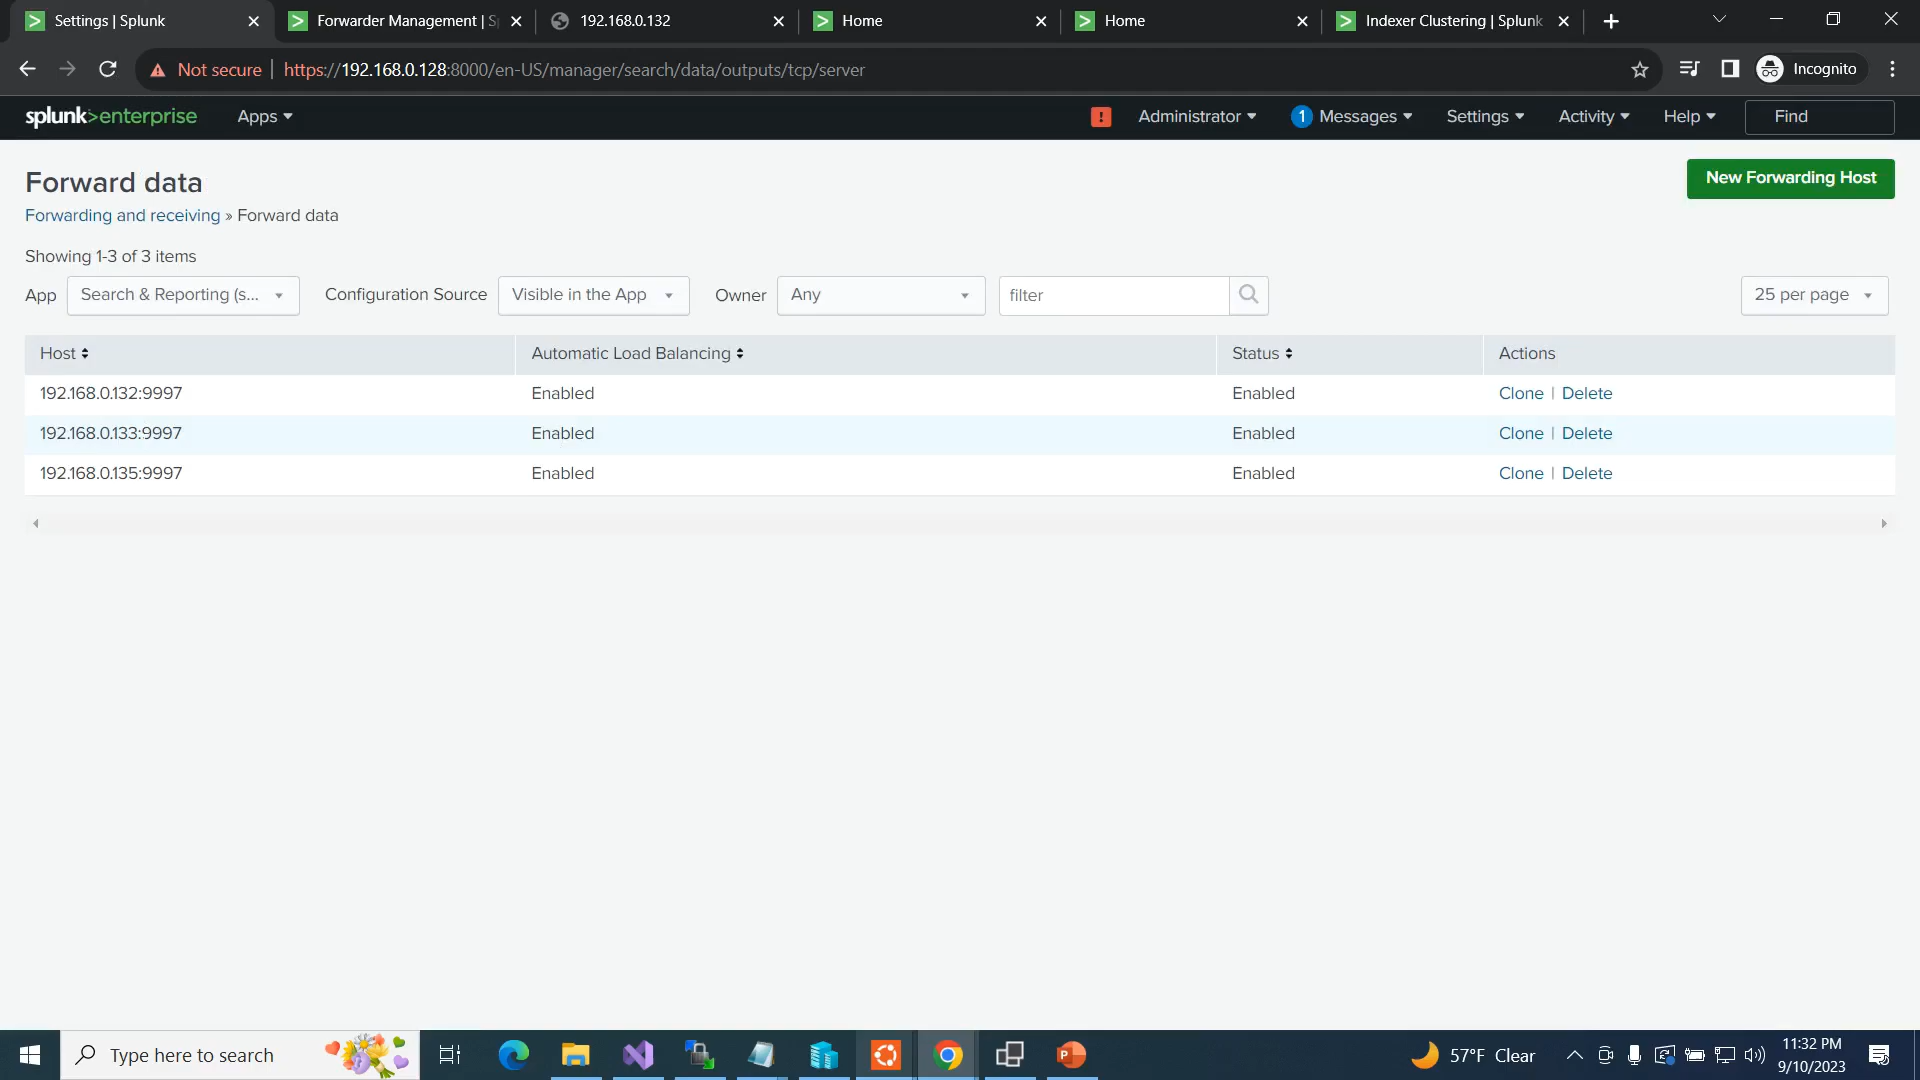 Settings | Splunk
Forwarder Management | S
192.168.0.132
Home
Home
Indexer Clustering | Splunk
Not secure
https://192.168.0.128:8000/en-US/manager/search/data/outputs/tcp/server
Incognito
splunk>enterprise
Apps
!
Administrator
1 Messages
Settings
Activity
Help
Find
Forward data
New Forwarding Host
Forwarding and receiving » Forward data
Showing 1-3 of 3 items
App
Search & Reporting (s...
Configuration Source
Visible in the App
Owner
Any
filter
25 per page
Host
Automatic Load Balancing
Status
Actions
192.168.0.132:9997 Enabled Enabled Clone | Delete
192.168.0.133:9997 Enabled Enabled Clone | Delete
192.168.0.135:9997 Enabled Enabled Clone | Delete
Type here to search
57°F Clear
11:32 PM
9/10/2023